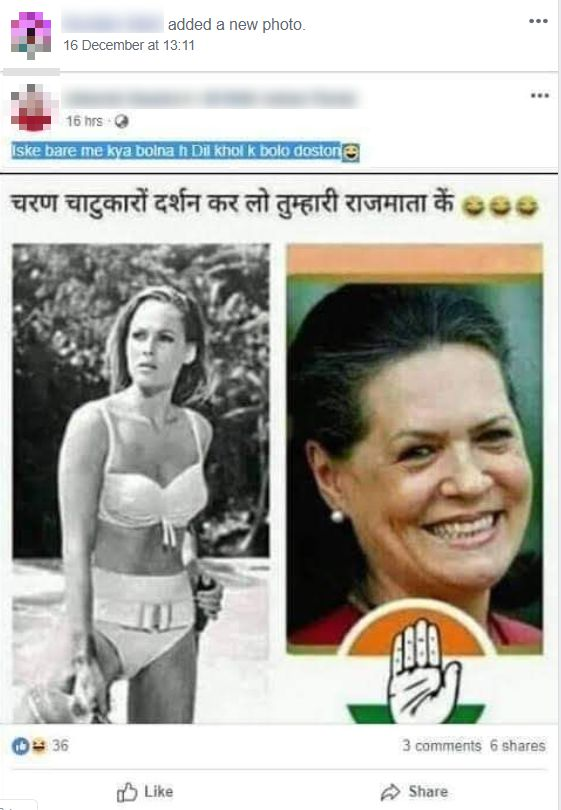 added a new photo.
16 December at 13:11
16 hrs
Iske bare me kya bolna h Dil khol k bolo doston😂
चरण चाटुकारों दर्शन कर लो तुम्हारी राजमाता कें 😂😂😂
36
3 comments 6 shares
Like
Share